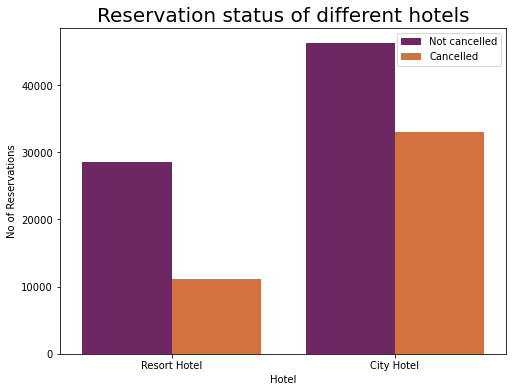 Reservation status of different hotels
Not cancelled
Cancelled
No of Reservations
40000
30000
20000
10000
0
Resort Hotel
City Hotel
Hotel